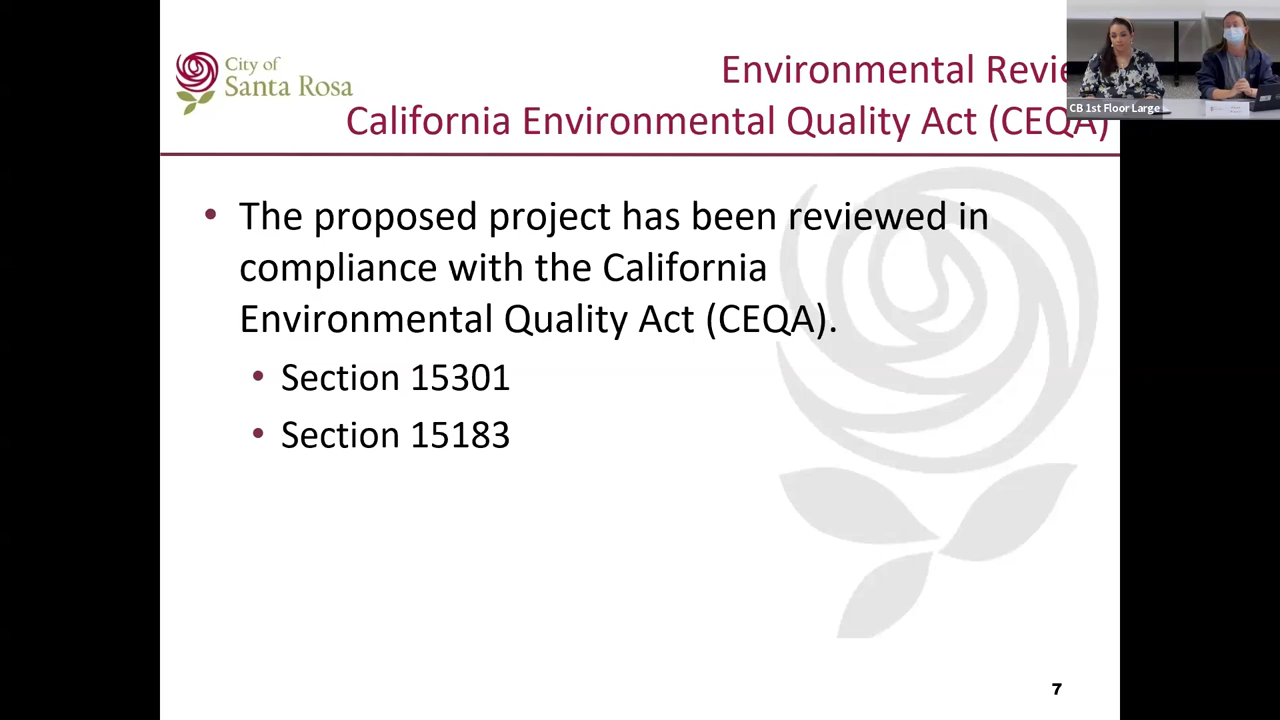 City of
Santa Rosa
Environmental Revie
California Environmental Quality Act (CEQA)
CB 1st Floor Large
• The proposed project has been reviewed in
compliance with the California
Environmental Quality Act (CEQA).
• Section 15301
• Section 15183
7